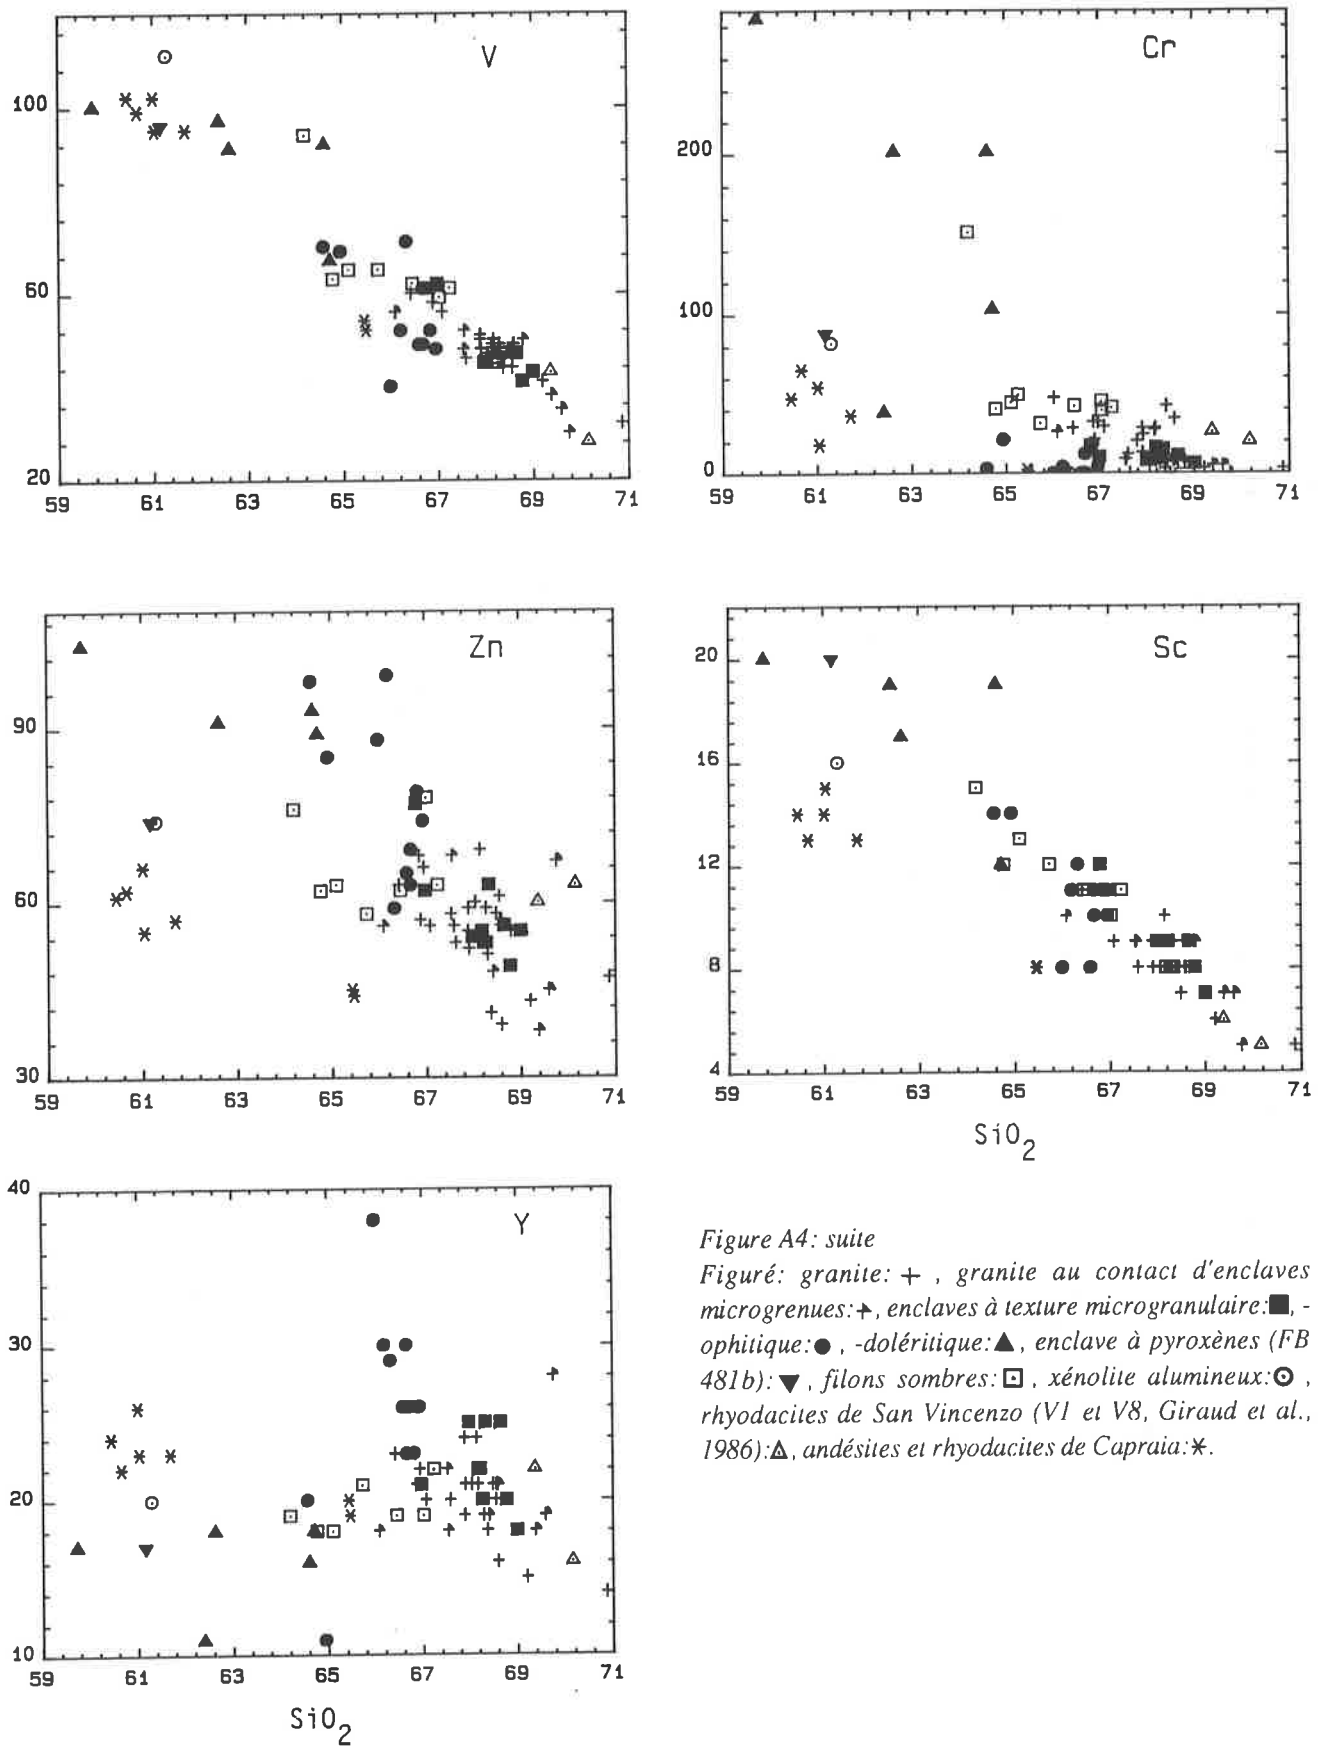 V
100
60
20
59 61 63 65 67 69 71
Cr
200
100
0
59 61 63 65 67 69 71
Zn
90
60
30
59 61 63 65 67 69 71
Sc
20
16
12
8
4
59 61 63 65 67 69 71
SiO2
Y
40
30
20
10
59 61 63 65 67 69 71
SiO2
Figure A4: suite
Figuré: granite: + , granite au contact d'enclaves
microgrenues: , enclaves à texture microgranulaire: ■, -
ophitique: ● , -doléritique: ▲ , enclave à pyroxènes (FB
481b): ▼ , filons sombres: ⊡ , xénolite alumineux: ⊙ ,
rhyodacites de San Vincenzo (V1 et V8, Giraud et al.,
1986): ◬, andésites et rhyodacites de Capraia: *.